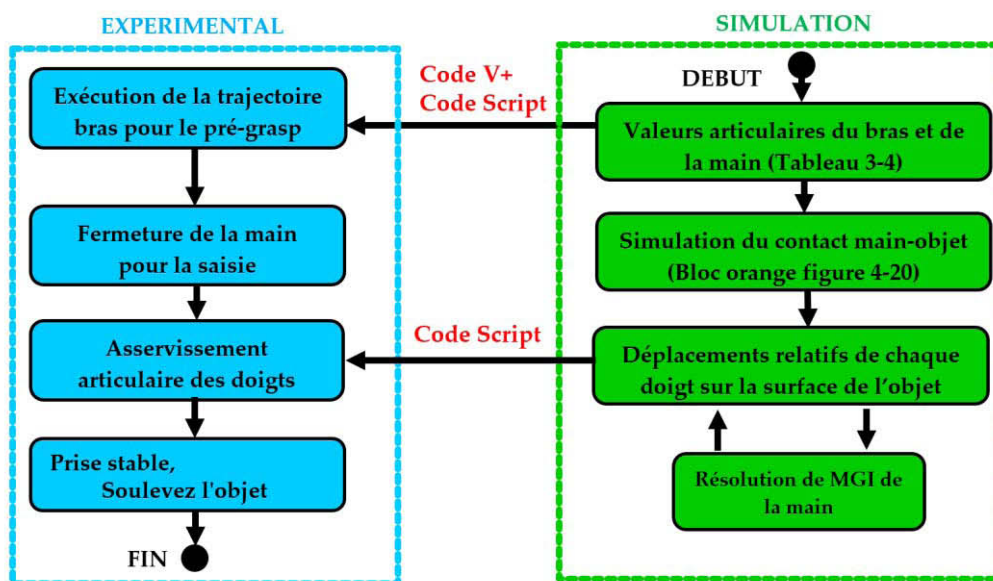 EXPERIMENTAL
Exécution de la trajectoire
bras pour le pré-grasp
Fermeture de la main
pour la saisie
Asservissement
articulaire des doigts
Prise stable,
Soulevez l'objet
FIN
Code V+
Code Script
Code Script
SIMULATION
DEBUT
Valeurs articulaires du bras et de
la main (Tableau 3-4)
Simulation du contact main-objet
(Bloc orange figure 4-20)
Déplacements relatifs de chaque
doigt sur la surface de l’objet
Résolution de MGI de
la main